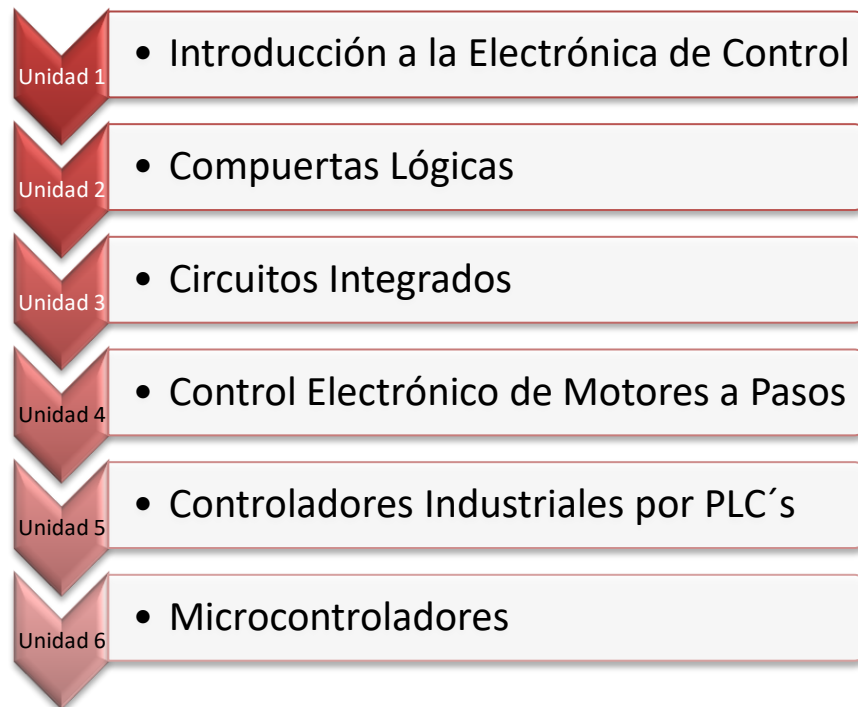 Unidad 1
• Introducción a la Electrónica de Control
Unidad 2
• Compuertas Lógicas
Unidad 3
• Circuitos Integrados
Unidad 4
• Control Electrónico de Motores a Pasos
Unidad 5
• Controladores Industriales por PLC´s
Unidad 6
• Microcontroladores